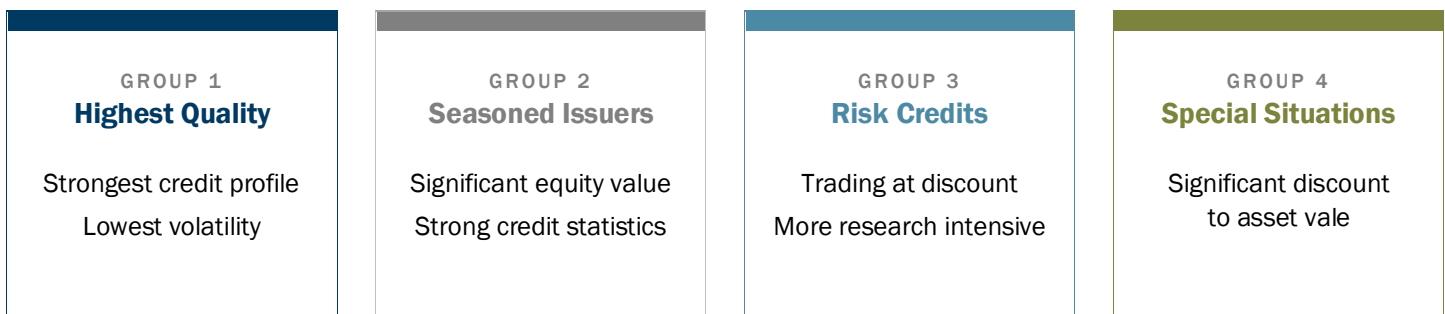 GROUP 1
Highest Quality
Strongest credit profile
Lowest volatility
GROUP 2
Seasoned Issuers
Significant equity value
Strong credit statistics
GROUP 3
Risk Credits
Trading at discount
More research intensive
GROUP 4
Special Situations
Significant discount
to asset vale